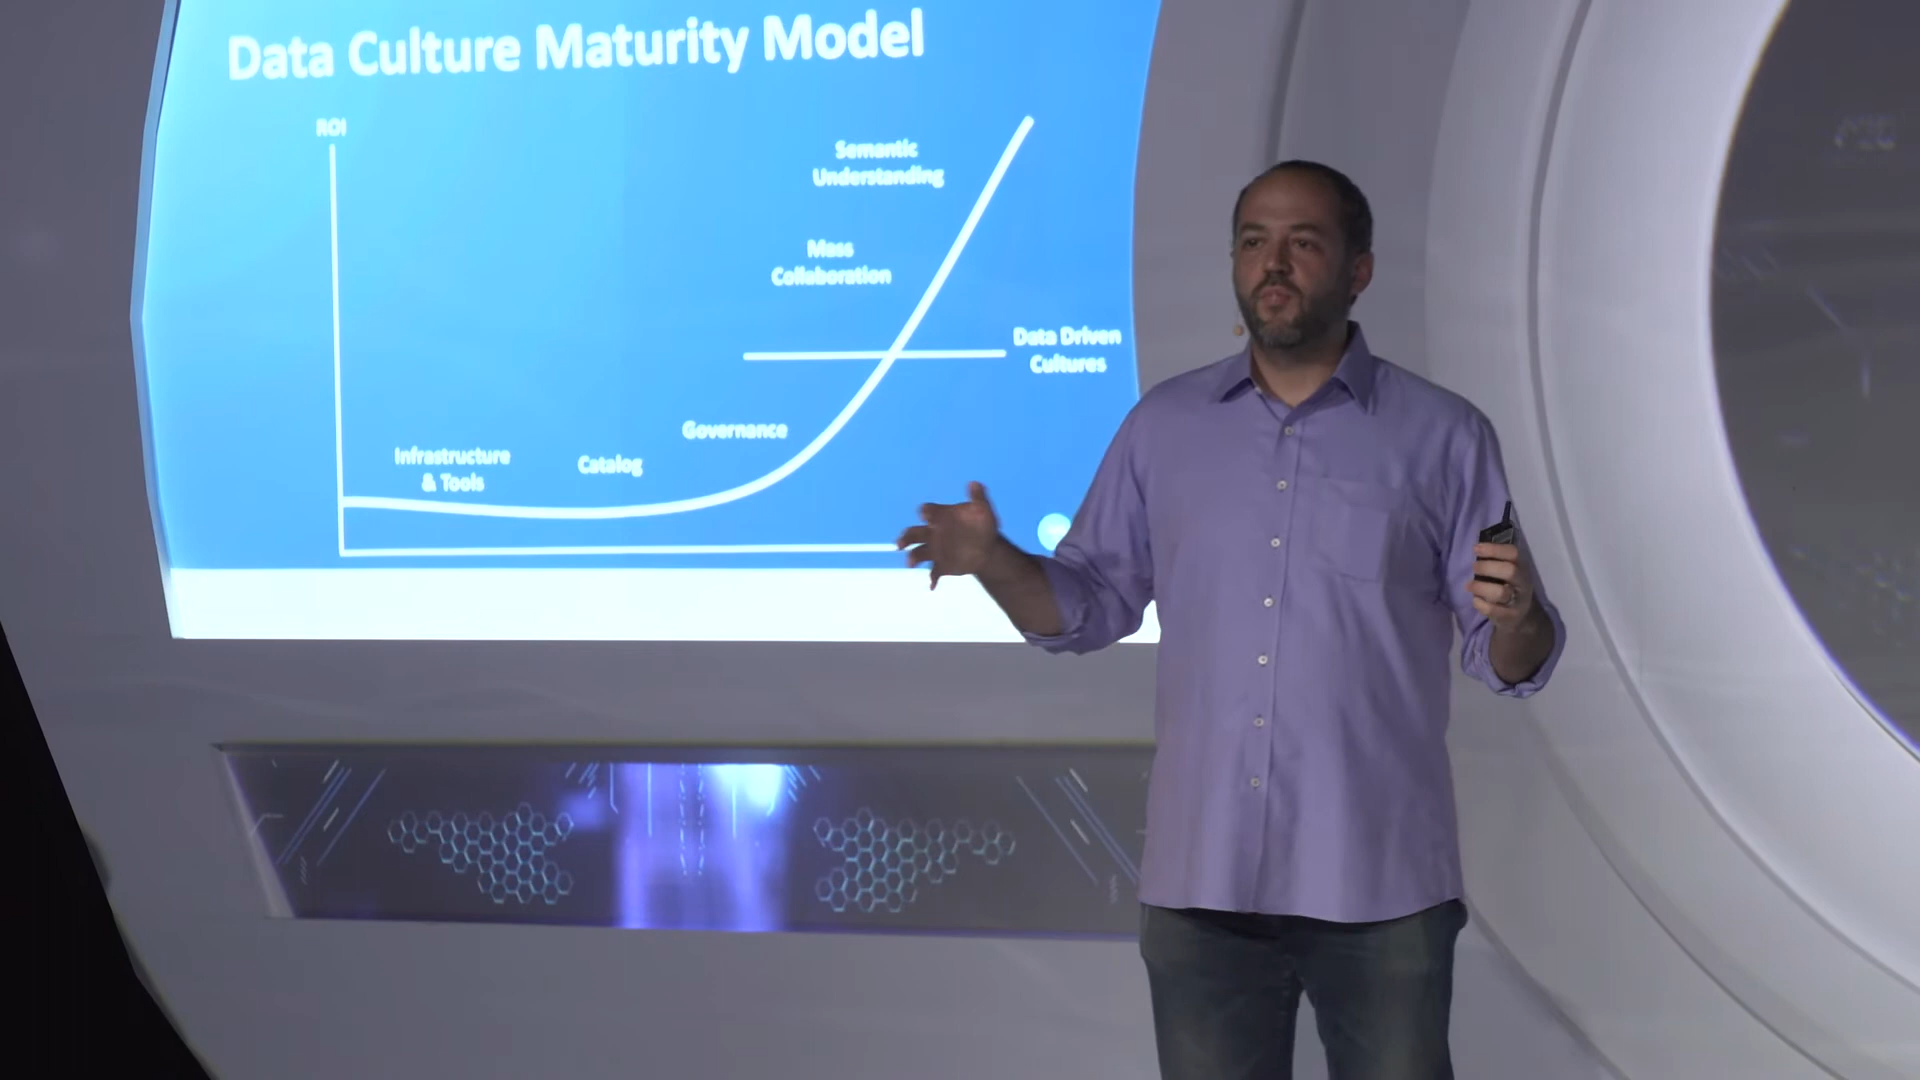 Data Culture Maturity Model
ROI
Semantic
Understanding
Mass
Collaboration
Data Driven
Cultures
Governance
Infrastructure
& Tools
Catalog